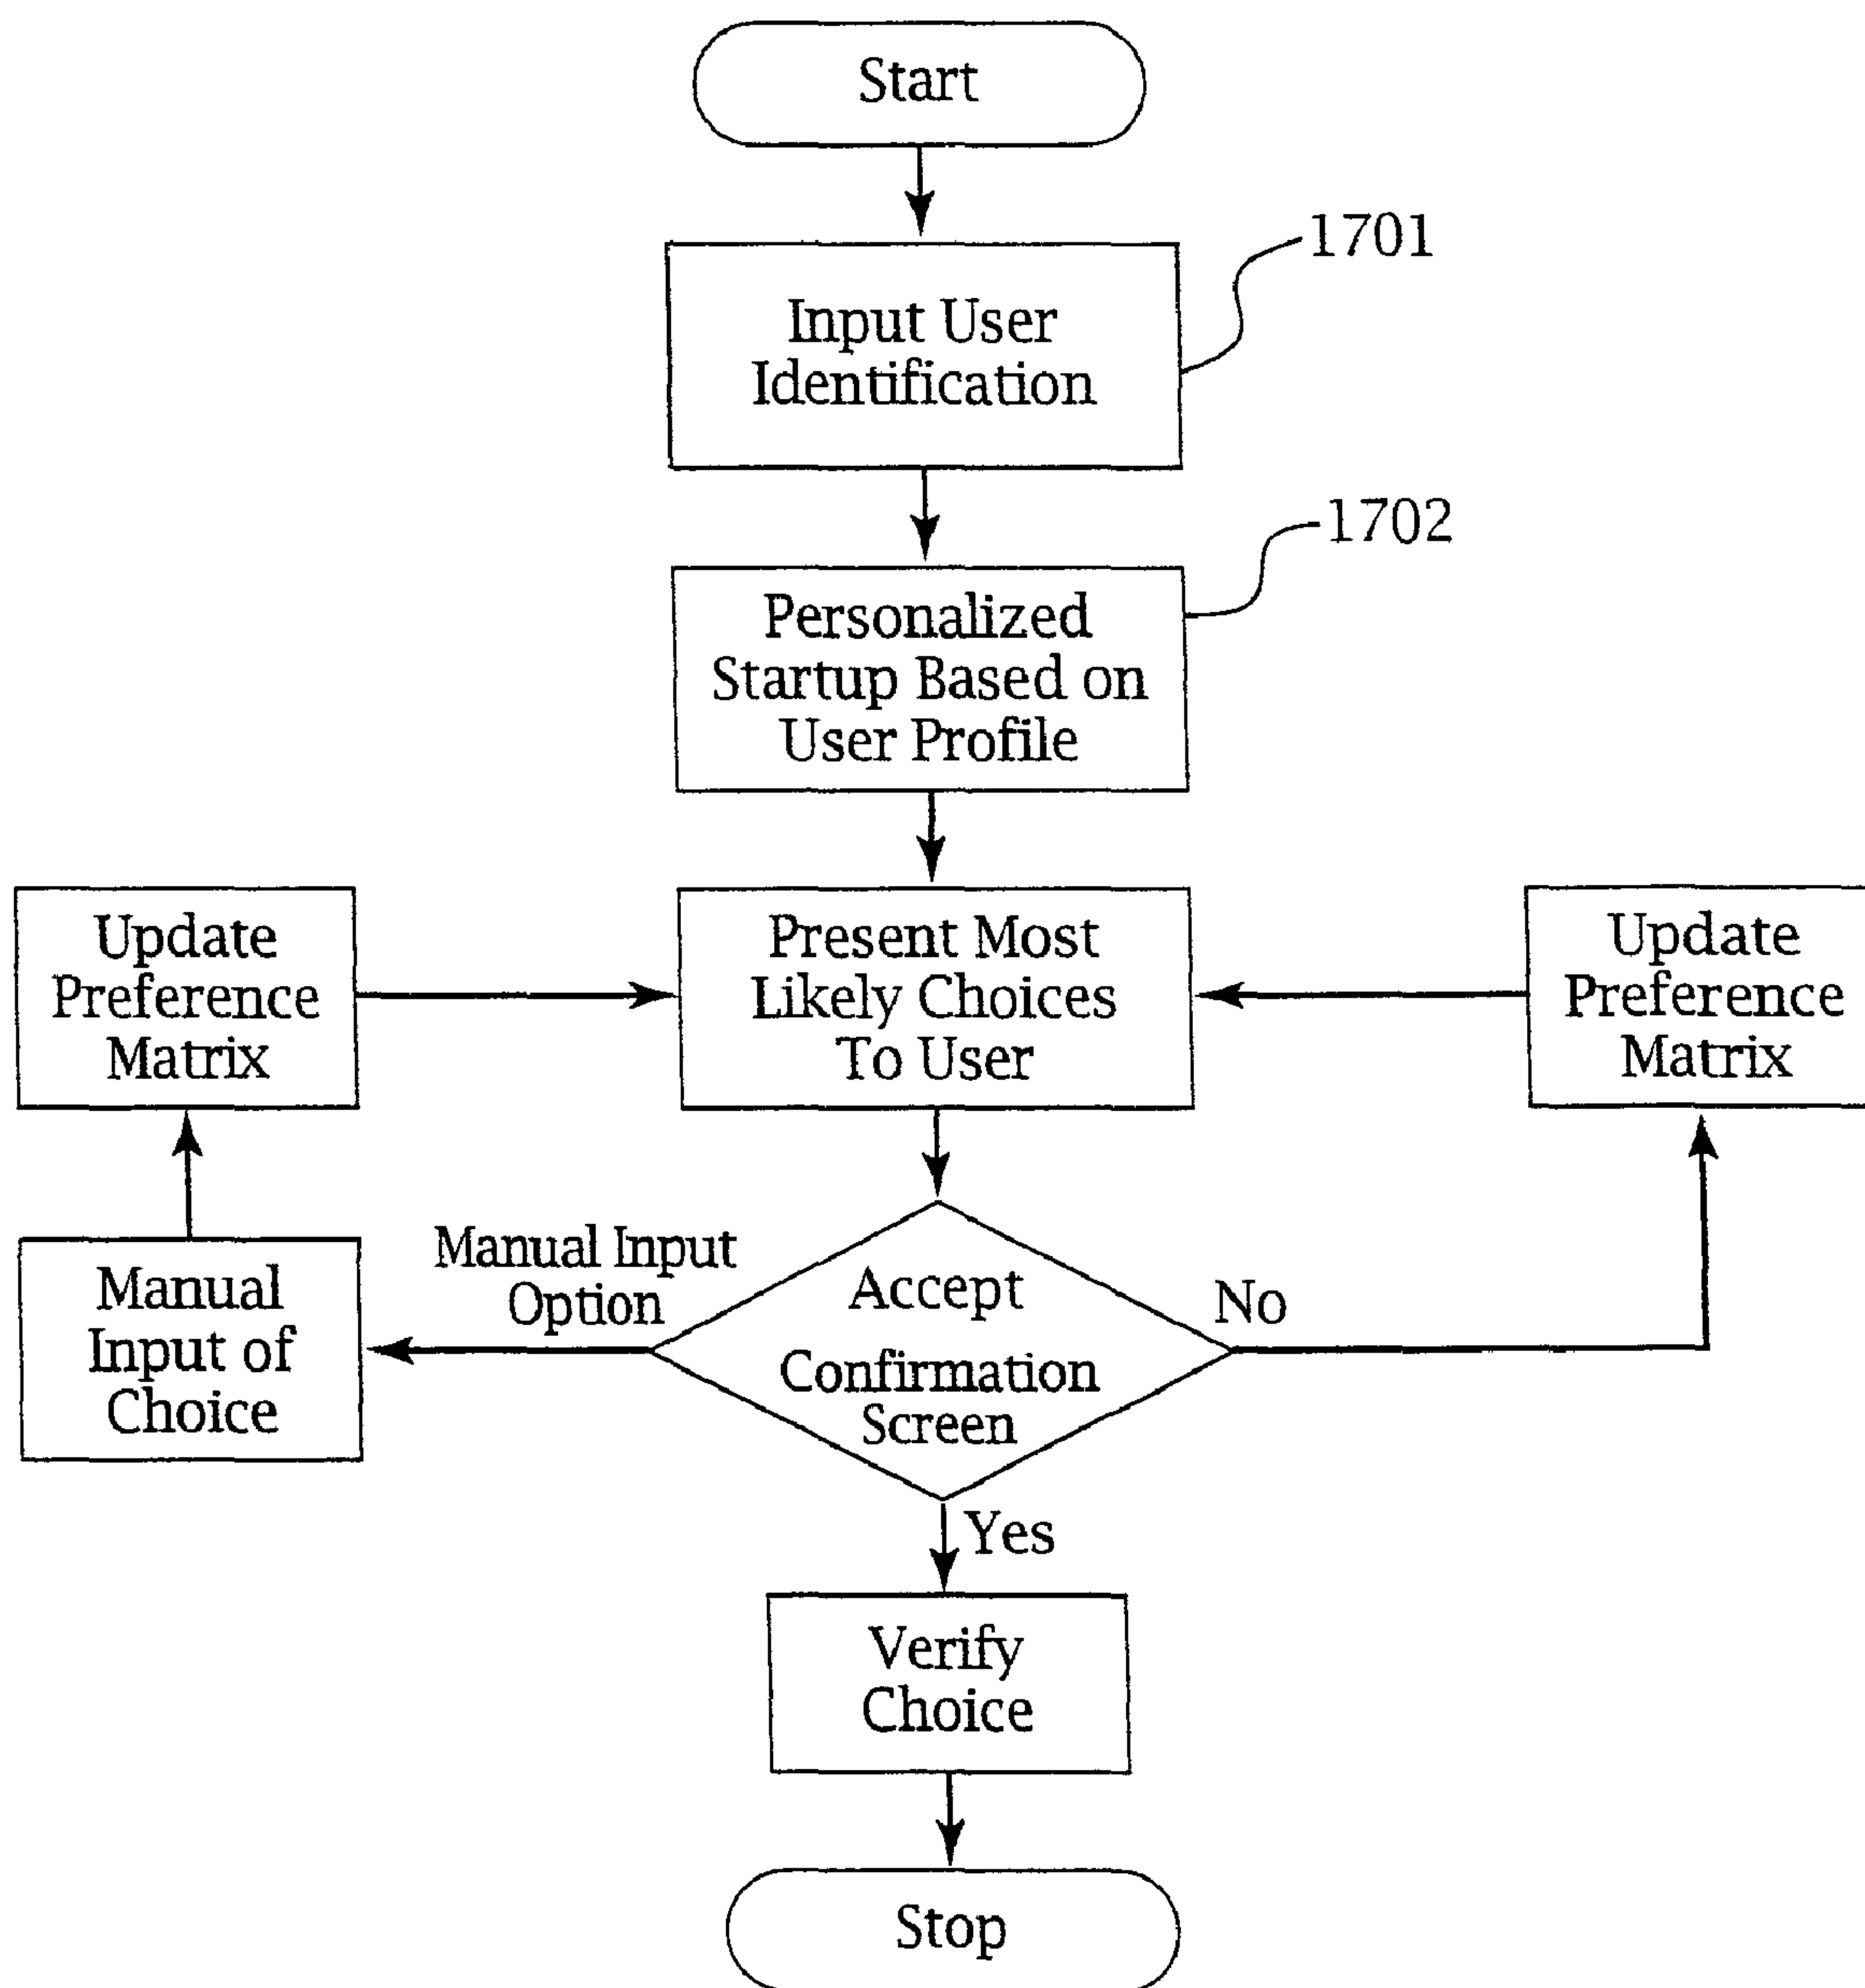 Start
1701
Input User
Identification
1702
Personalized
Startup Based on
User Profile
Update
Preference
Matrix
Present Most
Likely Choices
To User
Update
Preference
Matrix
Manual
Input of
Choice
Manual Input
Option
Accept
Confirmation
Screen
No
Yes
Verify
Choice
Stop